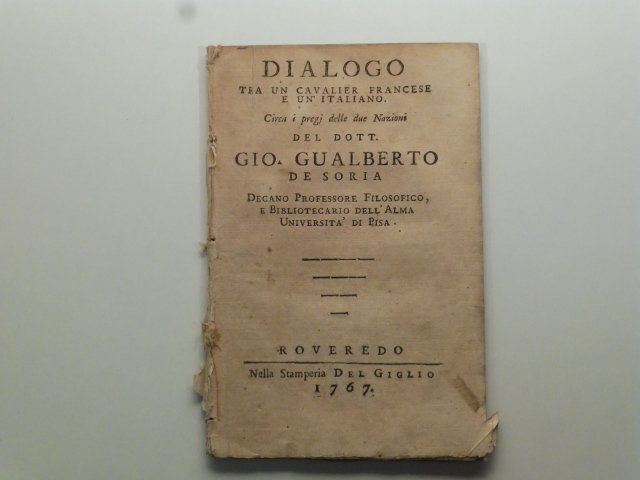 DIALOGO
TRA UN CAVALIER FRANCESE
E UN' ITALIANO.
Circa i pregj delle due Nazioni
DEL DOTT.
GIO. GUALBERTO
DE SORIA
DECANO PROFESSORE FILOSOFICO,
E BIBLIOTECARIO DELL'ALMA
UNIVERSITA' DI PISA.
ROVEREDO
Nella Stamperia DEL GIGLIO
1767.